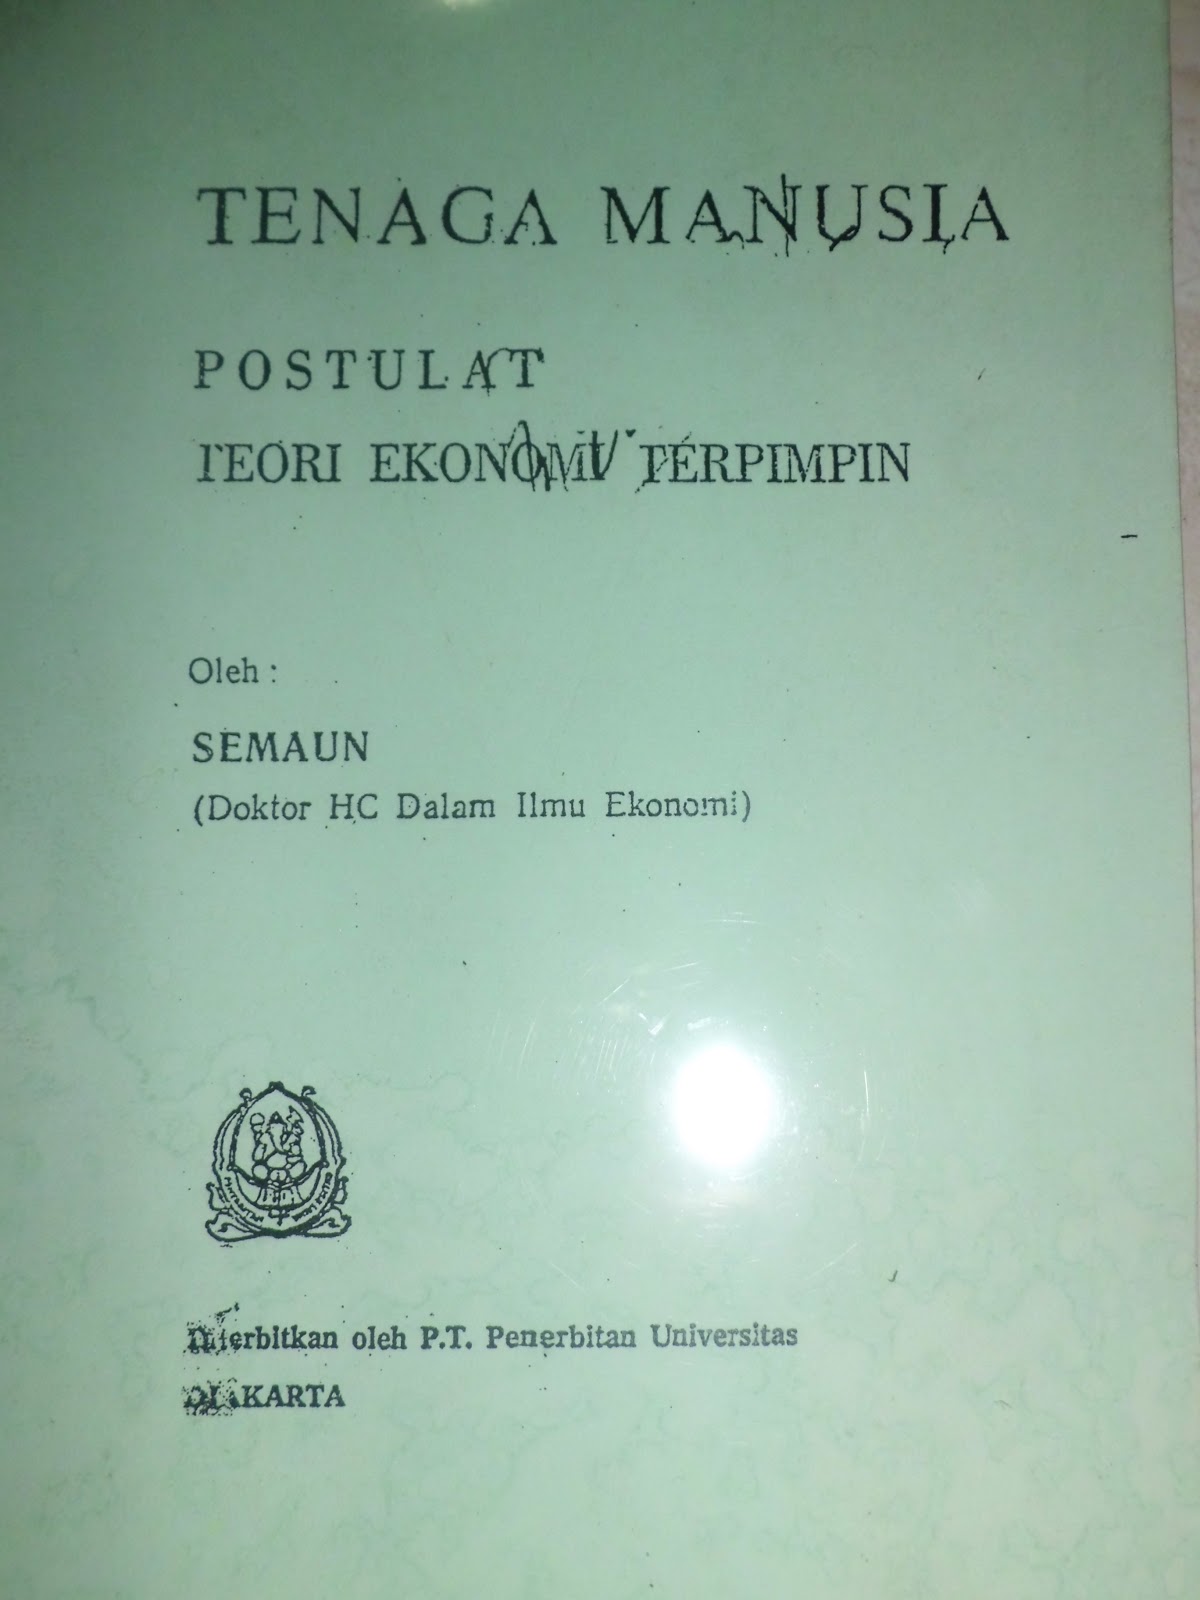 TENAGA MANUSIA
POSTULAT
TEORI EKONOMI TERPIMPIN
Oleh :
SEMAUN
(Doktor HC Dalam Ilmu Ekonomi)
Diterbitkan oleh P.T. Penerbitan Universitas
DJAKARTA